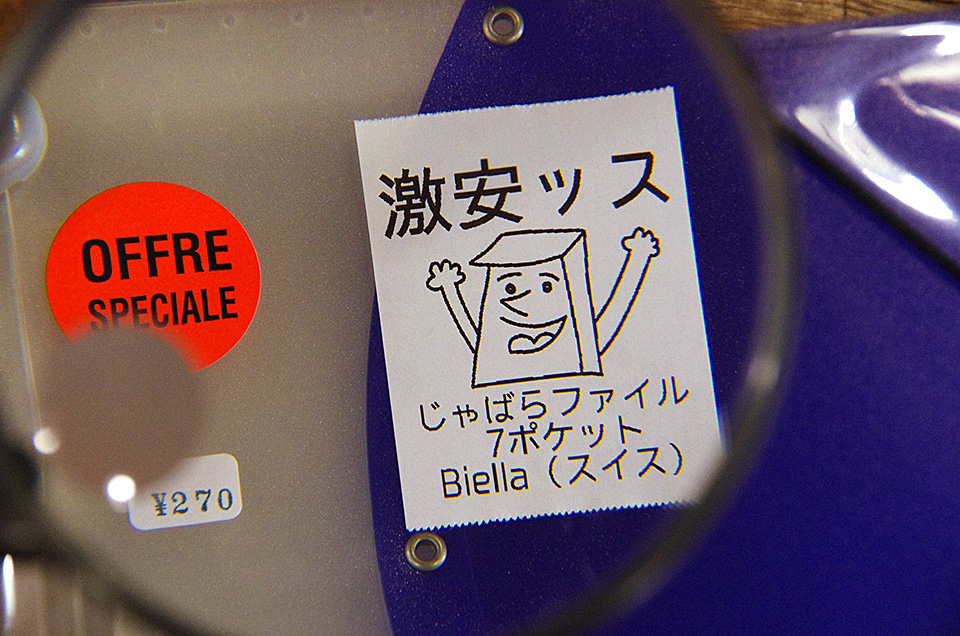 OFFRE
SPECIALE
¥270
激安ッス
じゃばらファイル
7ポケット
Biella (スイス)